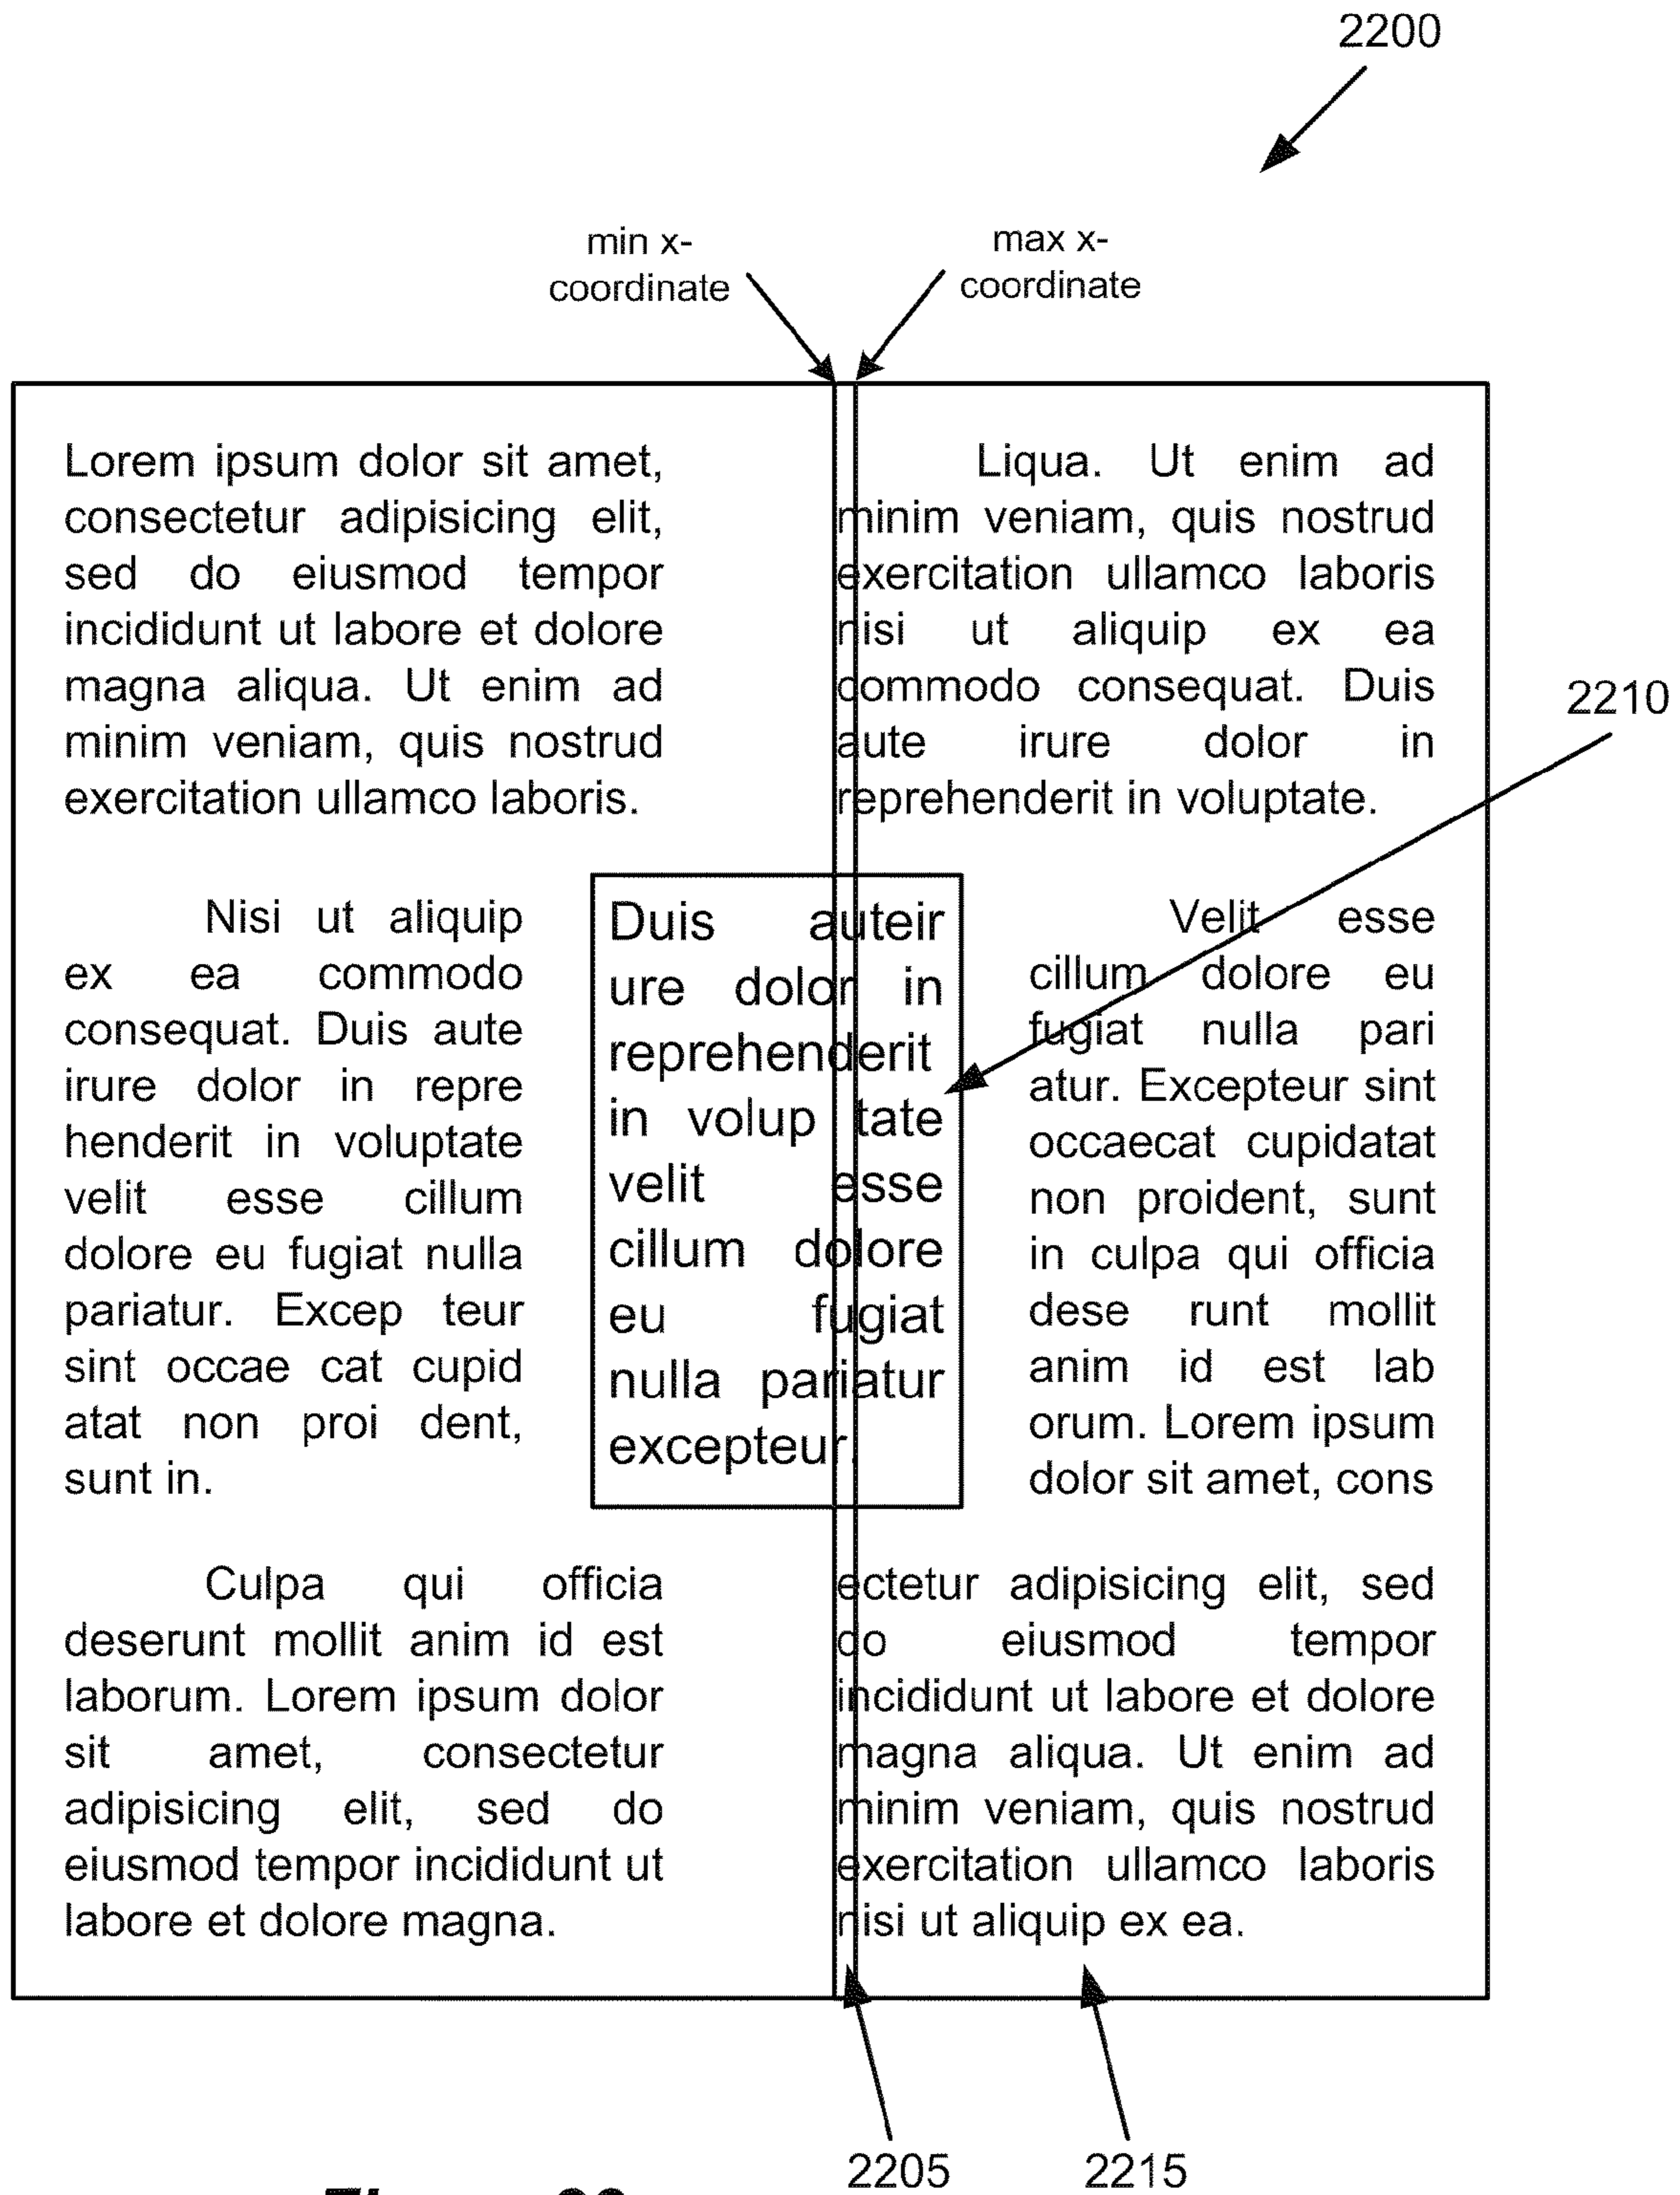 2200
min x-
coordinate
max x-
coordinate
Lorem ipsum dolor sit amet,
consectetur adipisicing elit,
sed do eiusmod tempor
incididunt ut labore et dolore
magna aliqua. Ut enim ad
minim veniam, quis nostrud
exercitation ullamco laboris.
Nisi ut aliquip
ex ea commodo
consequat. Duis aute
irure dolor in repre
henderit in voluptate
velit esse cillum
dolore eu fugiat nulla
pariatur. Excep teur
sint occae cat cupid
atat non proi dent,
sunt in.
Culpa qui officia
deserunt mollit anim id est
laborum. Lorem ipsum dolor
sit amet, consectetur
adipisicing elit, sed do
eiusmod tempor incididunt ut
labore et dolore magna.
Duis auteir
ure dolor in
reprehenderit
in volup tate
velit esse
cillum dolore
eu fugiat
nulla pariatur
excepteur.
Liqua. Ut enim ad
minim veniam, quis nostrud
exercitation ullamco laboris
nisi ut aliquip ex ea
commodo consequat. Duis
aute irure dolor in
reprehenderit in voluptate.
Velit esse
cillum dolore eu
fugiat nulla pari
atur. Excepteur sint
occaecat cupidatat
non proident, sunt
in culpa qui officia
dese runt mollit
anim id est lab
orum. Lorem ipsum
dolor sit amet, cons
ectetur adipisicing elit, sed
do eiusmod tempor
incididunt ut labore et dolore
magna aliqua. Ut enim ad
minim veniam, quis nostrud
exercitation ullamco laboris
nisi ut aliquip ex ea.
2210
2205
2215